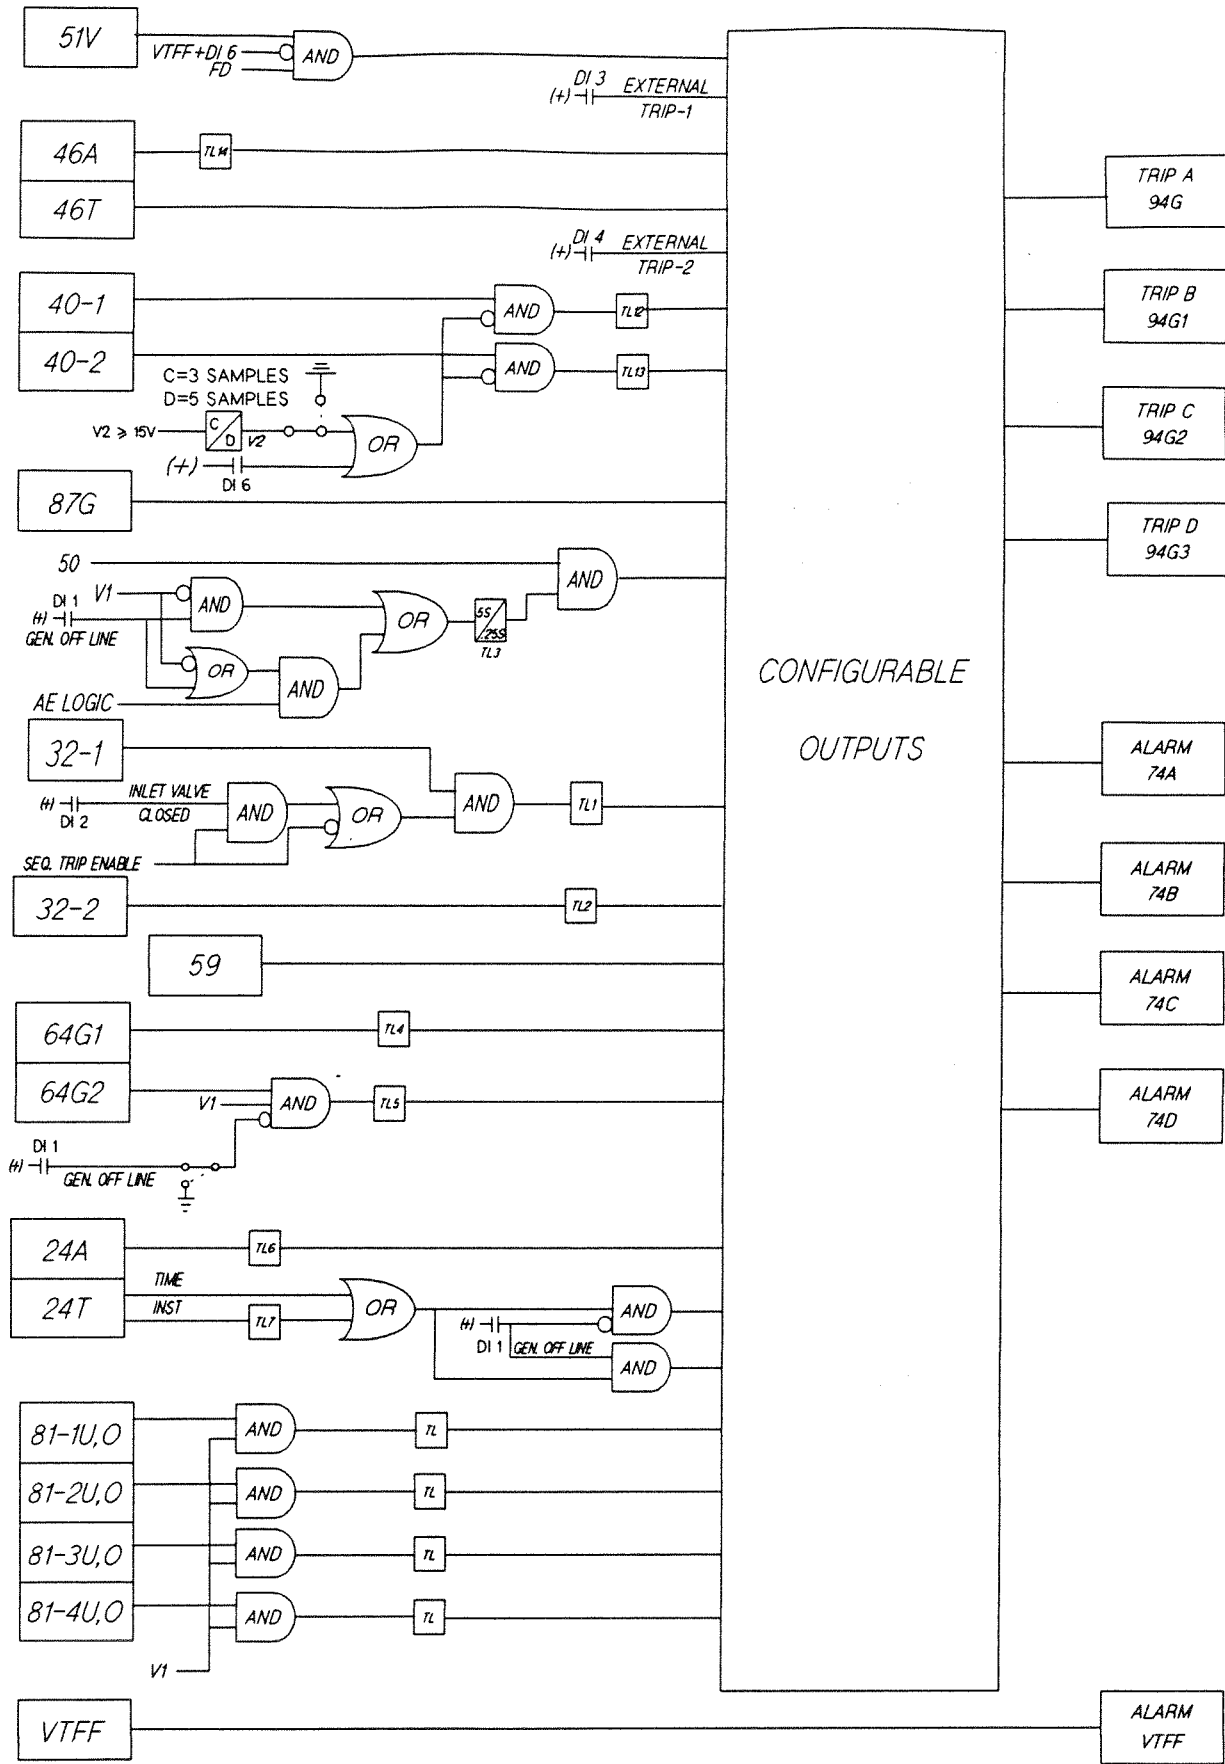 51V
VTFF+DI 6
FD
AND
DI 3
(+) EXTERNAL
TRIP-1
46A
TL14
46T
DI 4
(+) EXTERNAL
TRIP-2
40-1
AND
TL12
40-2
AND
TL13
C=3 SAMPLES
D=5 SAMPLES
V2 ≥ 15V
C
D
V2
OR
(+)
DI 6
87G
50
AND
V1
AND
DI 1
(+)
GEN. OFF LINE
OR
5S
.25S
TL3
OR
AND
AE LOGIC
CONFIGURABLE
OUTPUTS
32-1
(+)
DI 2
INLET VALVE
CLOSED
AND
OR
AND
TL1
SEQ. TRIP ENABLE
32-2
TL2
59
64G1
TL4
64G2
V1
AND
TL5
DI 1
(+)
GEN. OFF LINE
24A
TL6
24T
TIME
INST
TL7
OR
(+)
DI 1
GEN. OFF LINE
AND
AND
81-1U,O
AND
TL
81-2U,O
AND
TL
81-3U,O
AND
TL
81-4U,O
AND
TL
V1
VTFF
TRIP A
94G
TRIP B
94G1
TRIP C
94G2
TRIP D
94G3
ALARM
74A
ALARM
74B
ALARM
74C
ALARM
74D
ALARM
VTFF